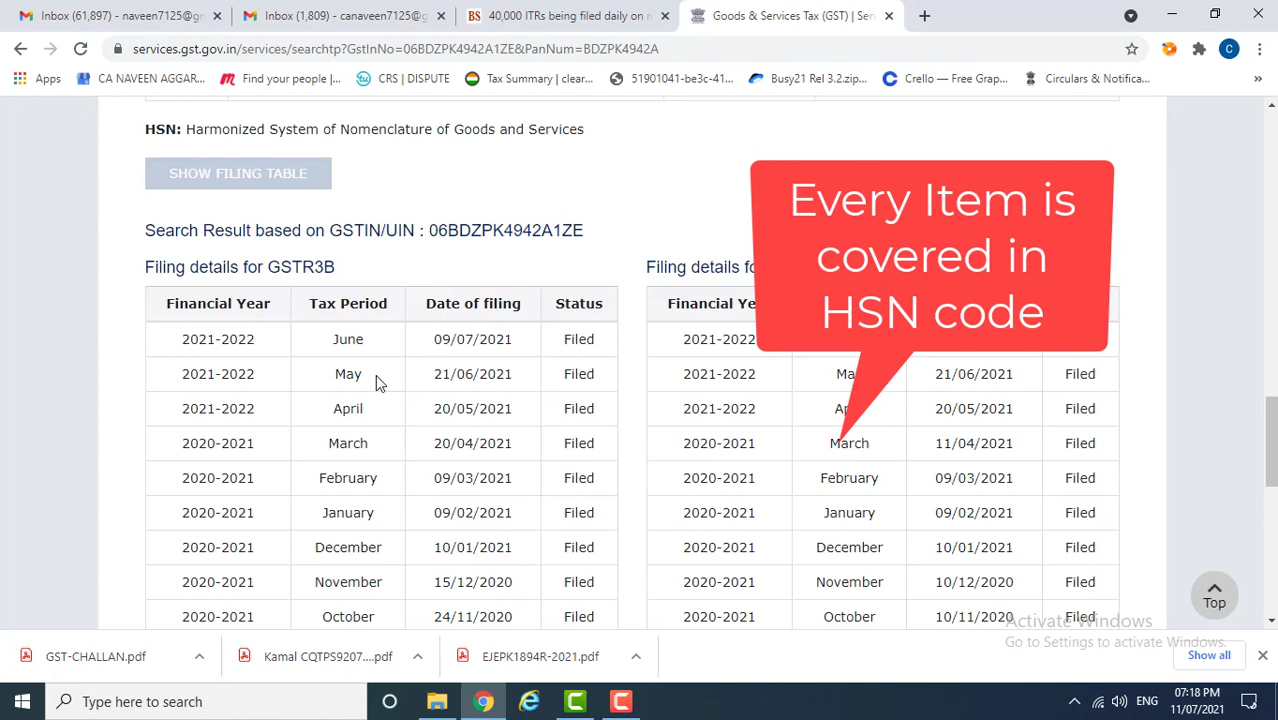 Inbox (61,897) - naveen7125@gr
Inbox (1,809) - canaveen7125@g
BS 40,000 ITRs being filed daily on n
Goods & Services Tax (GST) | Ser
services.gst.gov.in/services/searchtp?GstInNo=06BDZPK4942A1ZE&PanNum=BDZPK4942A
C
Apps
CA NAVEEN AGGAR...
Find your people |...
CRS | DISPUTE
Tax Summary | clear...
51901041-be3c-41...
Busy21 Rel 3.2.zip...
Crello — Free Grap...
Circulars & Notifica...
»
HSN: Harmonized System of Nomenclature of Goods and Services
SHOW FILING TABLE
Every Item is
covered in
HSN code
Search Result based on GSTIN/UIN : 06BDZPK4942A1ZE
Filing details for GSTR3B
Financial Year Tax Period Date of filing Status
2021-2022 June 09/07/2021 Filed
2021-2022 May 21/06/2021 Filed
2021-2022 April 20/05/2021 Filed
2020-2021 March 20/04/2021 Filed
2020-2021 February 09/03/2021 Filed
2020-2021 January 09/02/2021 Filed
2020-2021 December 10/01/2021 Filed
2020-2021 November 15/12/2020 Filed
2020-2021 October 24/11/2020 Filed
Filing details fo
Financial Ye
2021-2022
2021-2022 Ma 21/06/2021 Filed
2021-2022 Ap 20/05/2021 Filed
2020-2021 March 11/04/2021 Filed
2020-2021 February 09/03/2021 Filed
2020-2021 January 09/02/2021 Filed
2020-2021 December 10/01/2021 Filed
2020-2021 November 10/12/2020 Filed
2020-2021 October 10/11/2020 Filed
Top
Activate Windows
Go to Settings to activate Windows.
GST-CHALLAN.pdf
Kamal CQTPS9207....pdf
EJEPK1894R-2021.pdf
Show all
Type here to search
ENG
07:18 PM
11/07/2021